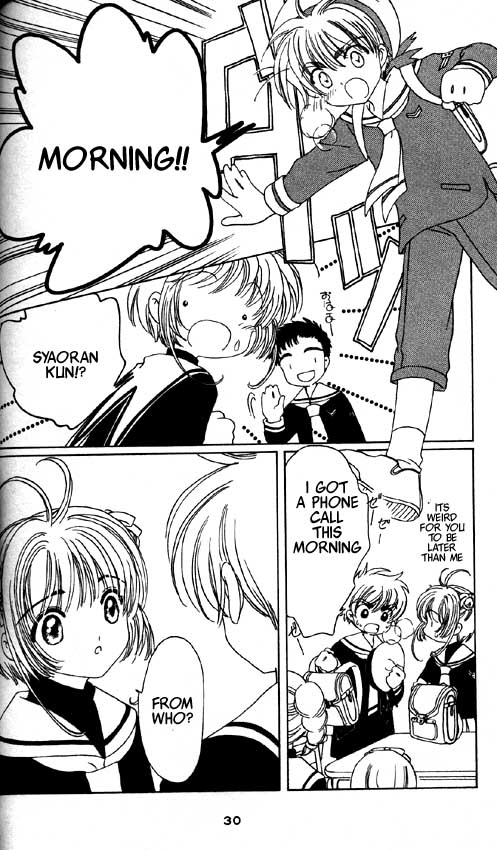 MORNING!!
SYAORAN
KUN!?
おはよー
ITS
WEIRD
FOR YOU
TO BE
LATER
THAN ME
I GOT
A PHONE
CALL
THIS
MORNING
FROM
WHO?
30